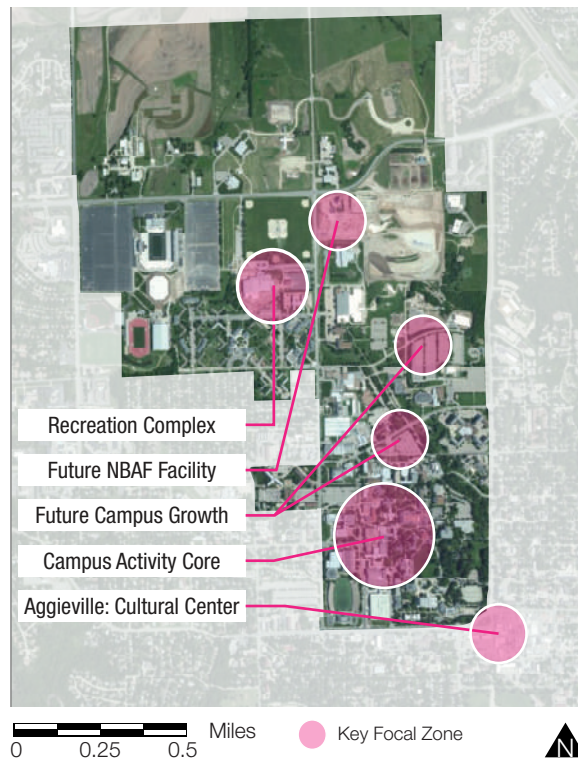 Recreation Complex
Future NBAF Facility
Future Campus Growth
Campus Activity Core
Aggieville: Cultural Center
Miles
0 0.25 0.5
Key Focal Zone
N